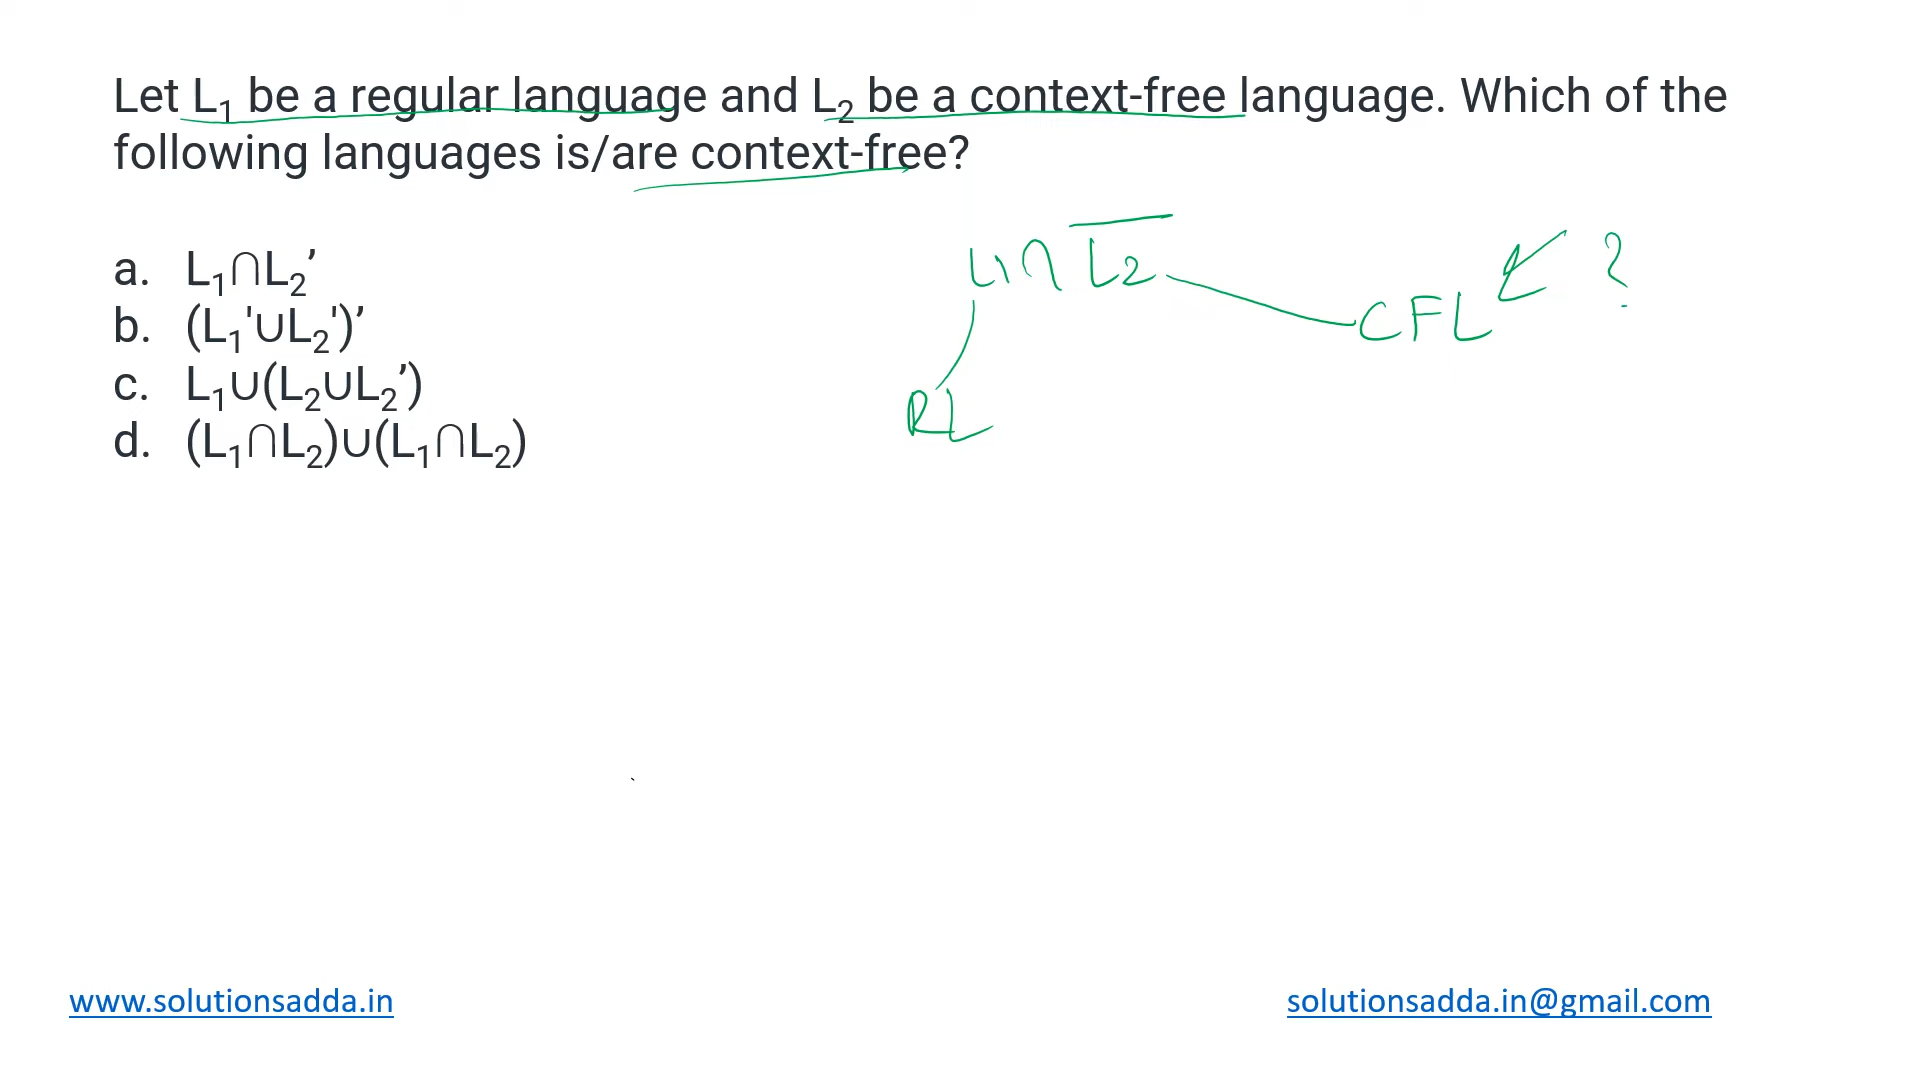 Let L₁ be a regular language and L₂ be a context-free language. Which of the
following languages is/are context-free?
a. L₁∩L₂’
b. (L₁'∪L₂')’
c. L₁∪(L₂∪L₂’)
d. (L₁∩L₂)∪(L₁∩L₂)
L1∩L̅2̅
CFL ?
RL
www.solutionsadda.in
solutionsadda.in@gmail.com